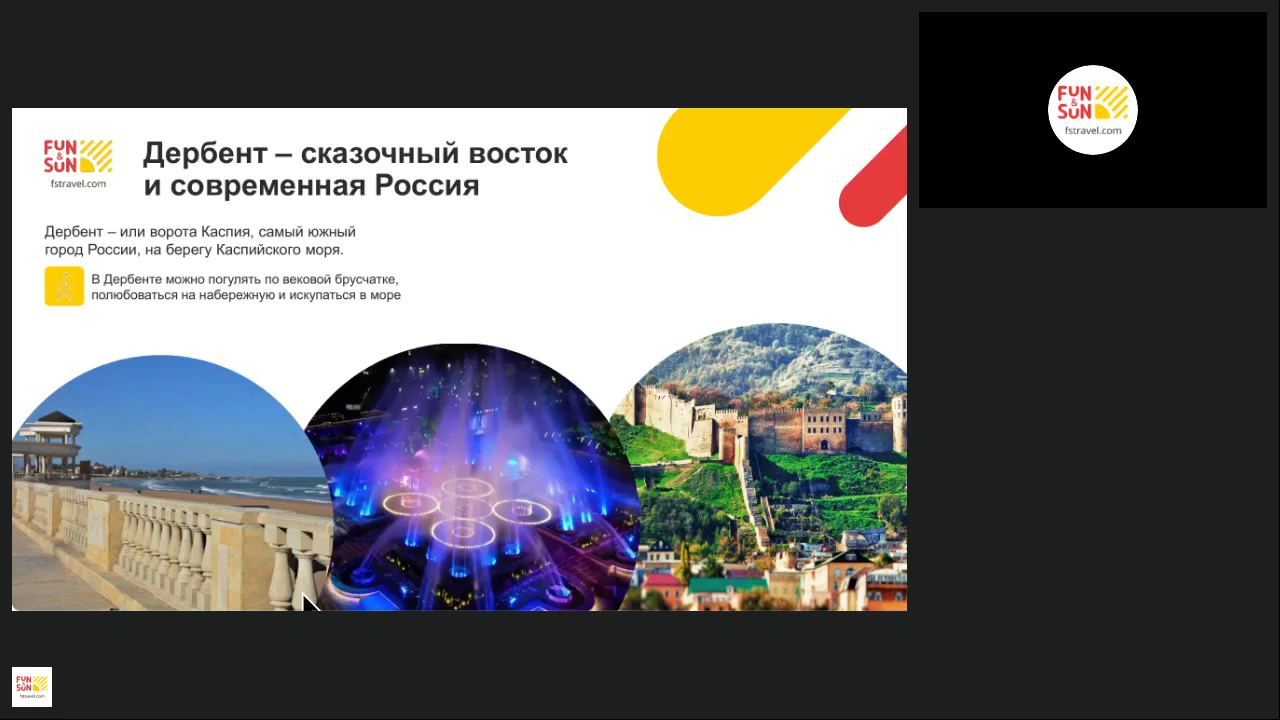 FUN
&
SUN
fstravel.com
Дербент – сказочный восток
и современная Россия
Дербент – или ворота Каспия, самый южный
город России, на берегу Каспийского моря.
В Дербенте можно погулять по вековой брусчатке,
полюбоваться на набережную и искупаться в море
FUN
&
SUN
fstravel.com
FUN
&
SUN
fstravel.com